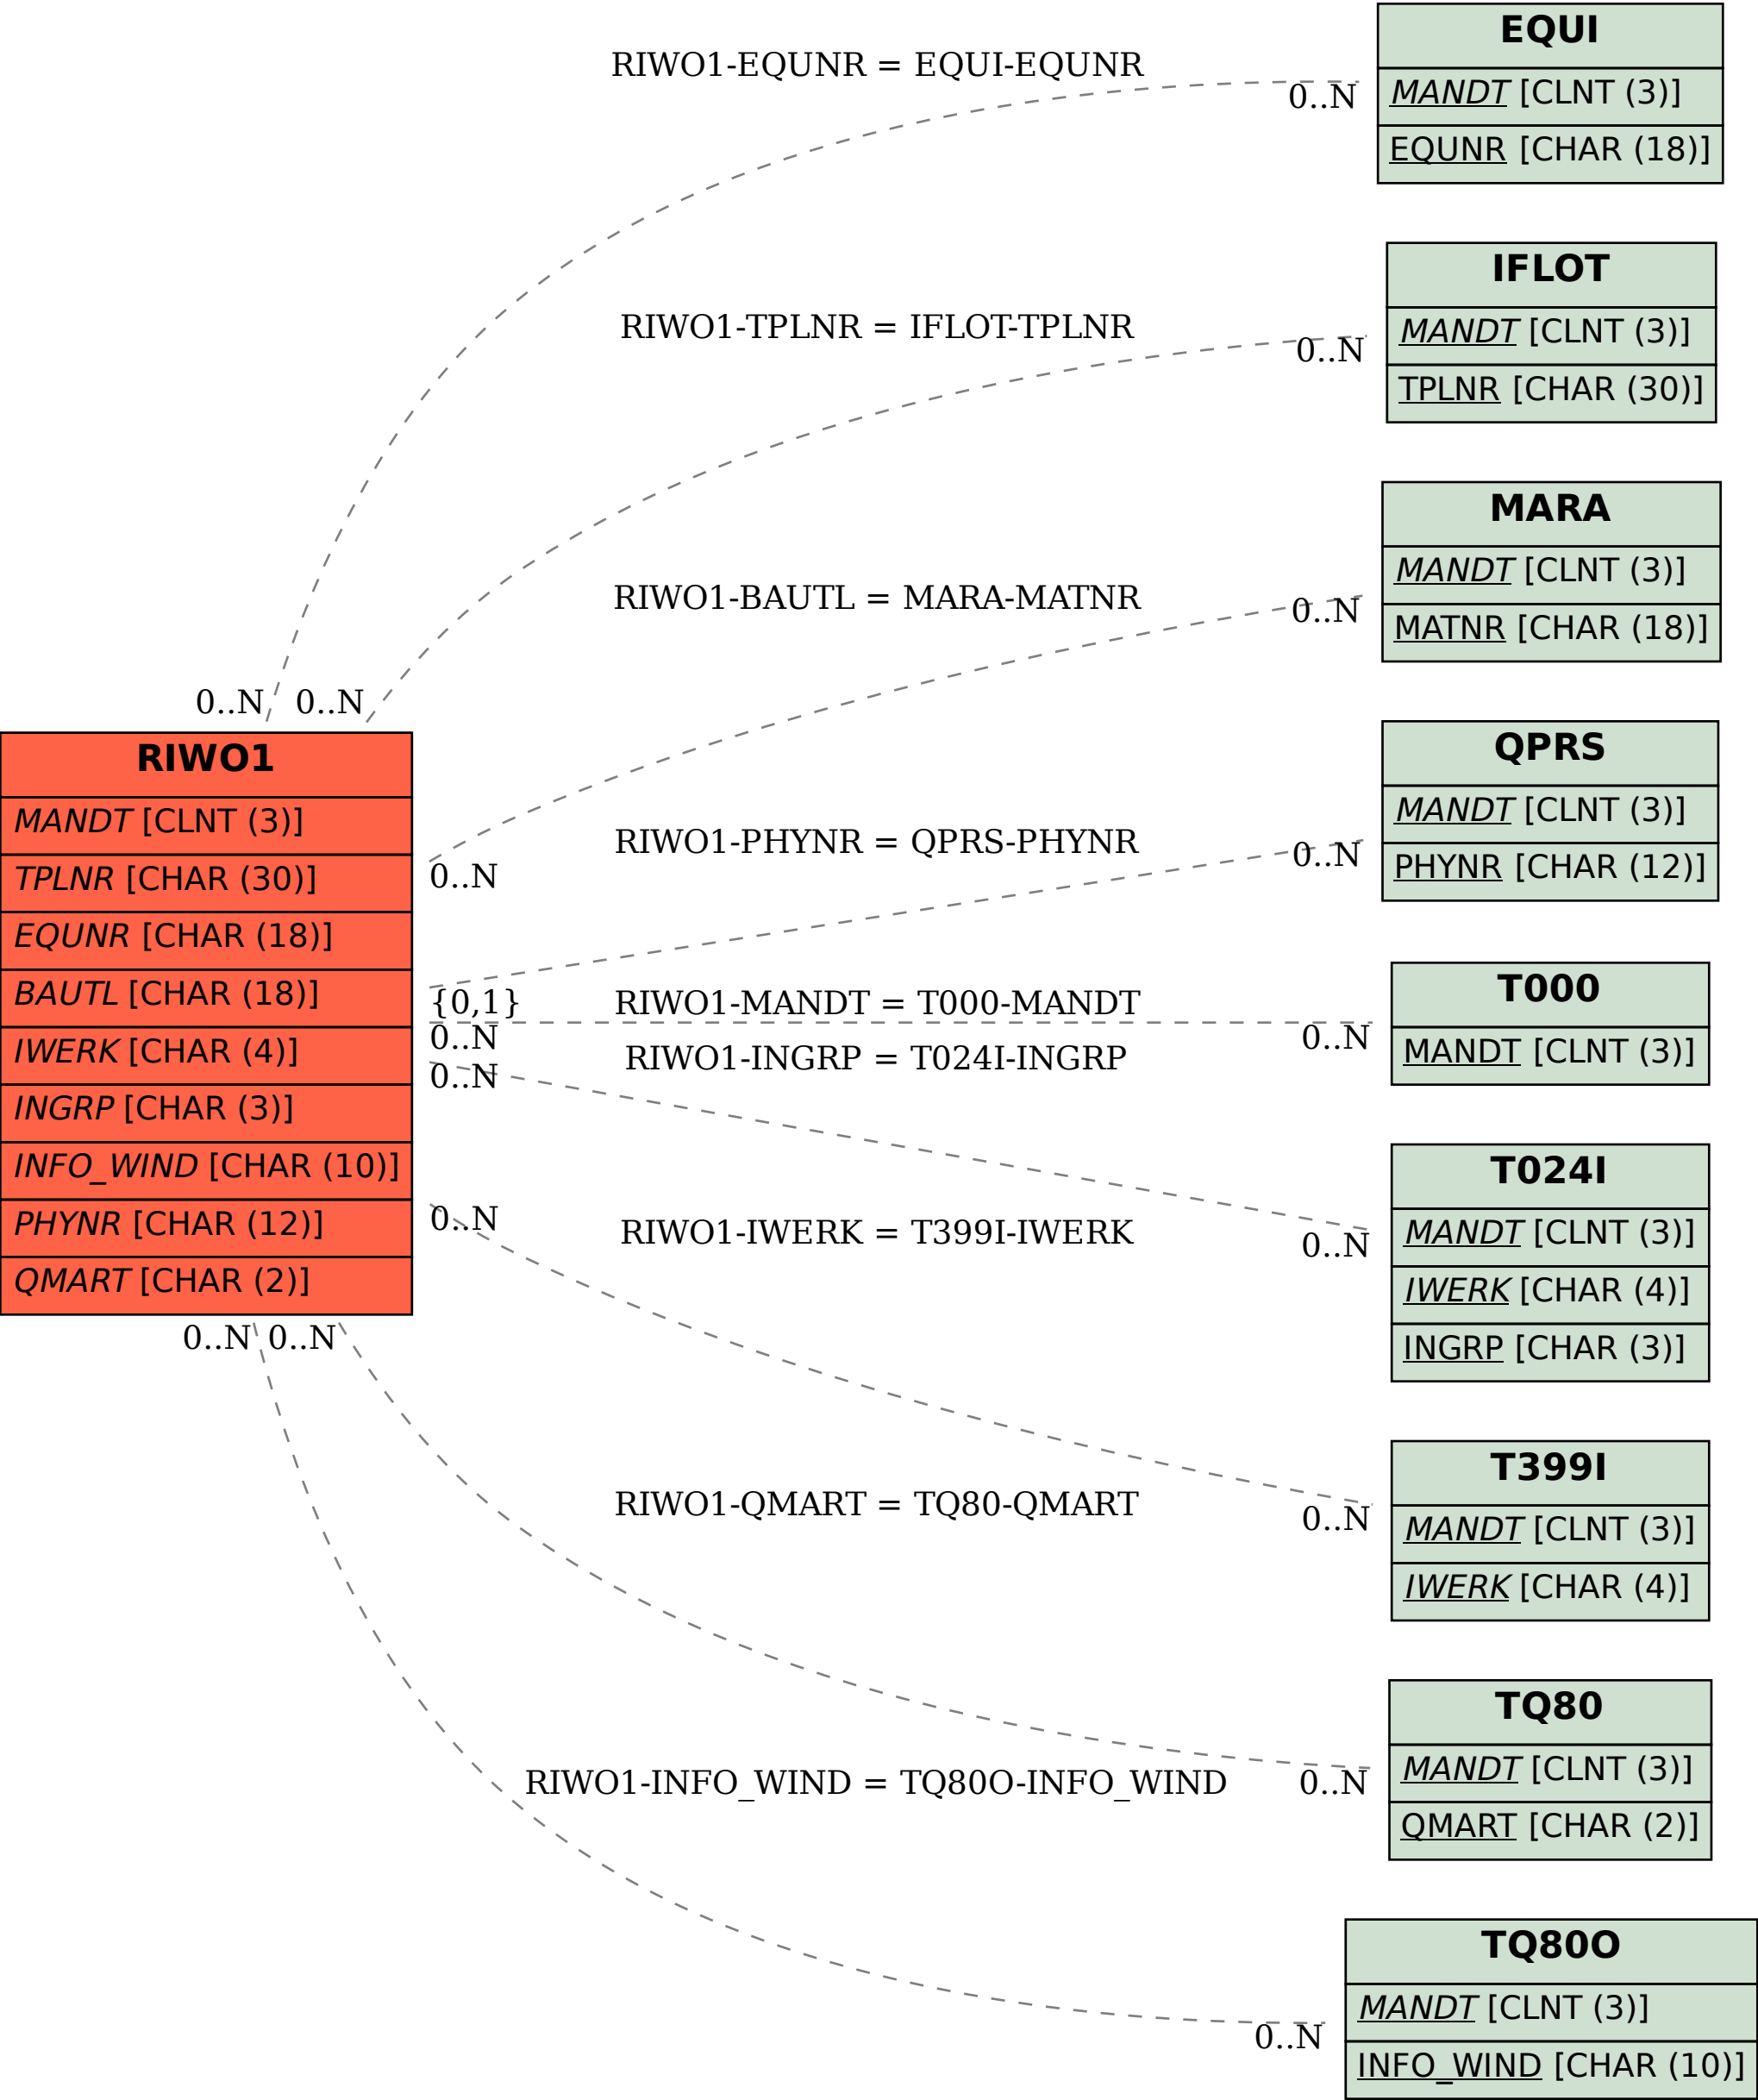 EQUI
MANDT [CLNT (3)]
EQUNR [CHAR (18)]
RIWO1-EQUNR = EQUI-EQUNR
0..N
0..N
IFLOT
MANDT [CLNT (3)]
TPLNR [CHAR (30)]
RIWO1-TPLNR = IFLOT-TPLNR
0..N
0..N
MARA
MANDT [CLNT (3)]
MATNR [CHAR (18)]
RIWO1-BAUTL = MARA-MATNR
0..N
0..N
RIWO1
MANDT [CLNT (3)]
TPLNR [CHAR (30)]
EQUNR [CHAR (18)]
BAUTL [CHAR (18)]
IWERK [CHAR (4)]
INGRP [CHAR (3)]
INFO_WIND [CHAR (10)]
PHYNR [CHAR (12)]
QMART [CHAR (2)]
QPRS
MANDT [CLNT (3)]
PHYNR [CHAR (12)]
RIWO1-PHYNR = QPRS-PHYNR
0..N
{0,1}
RIWO1-MANDT = T000-MANDT
0..N
0..N
T000
MANDT [CLNT (3)]
RIWO1-INGRP = T024I-INGRP
0..N
0..N
T024I
MANDT [CLNT (3)]
IWERK [CHAR (4)]
INGRP [CHAR (3)]
RIWO1-IWERK = T399I-IWERK
0..N
0..N
T399I
MANDT [CLNT (3)]
IWERK [CHAR (4)]
RIWO1-QMART = TQ80-QMART
0..N
0..N
TQ80
MANDT [CLNT (3)]
QMART [CHAR (2)]
RIWO1-INFO_WIND = TQ80O-INFO_WIND
0..N
0..N
TQ80O
MANDT [CLNT (3)]
INFO_WIND [CHAR (10)]